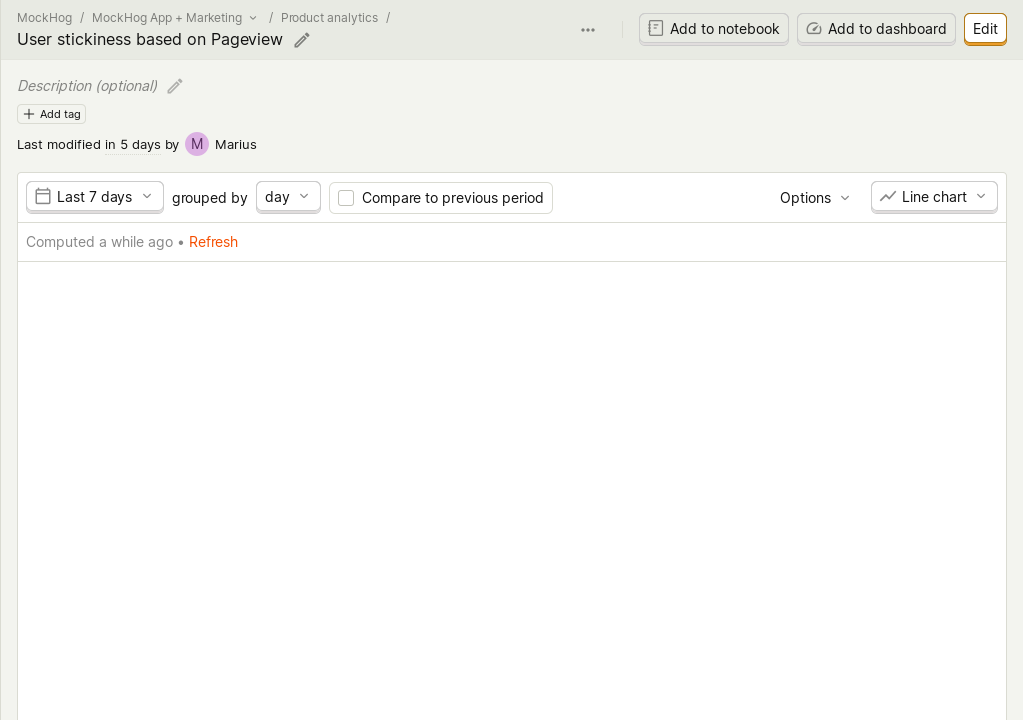 MockHog / MockHog App + Marketing / Product analytics /
User stickiness based on Pageview
Add to notebook
Add to dashboard
Edit
Description (optional)
Add tag
Last modified in 5 days by M Marius
Last 7 days grouped by day Compare to previous period Options Line chart
Computed a while ago • Refresh